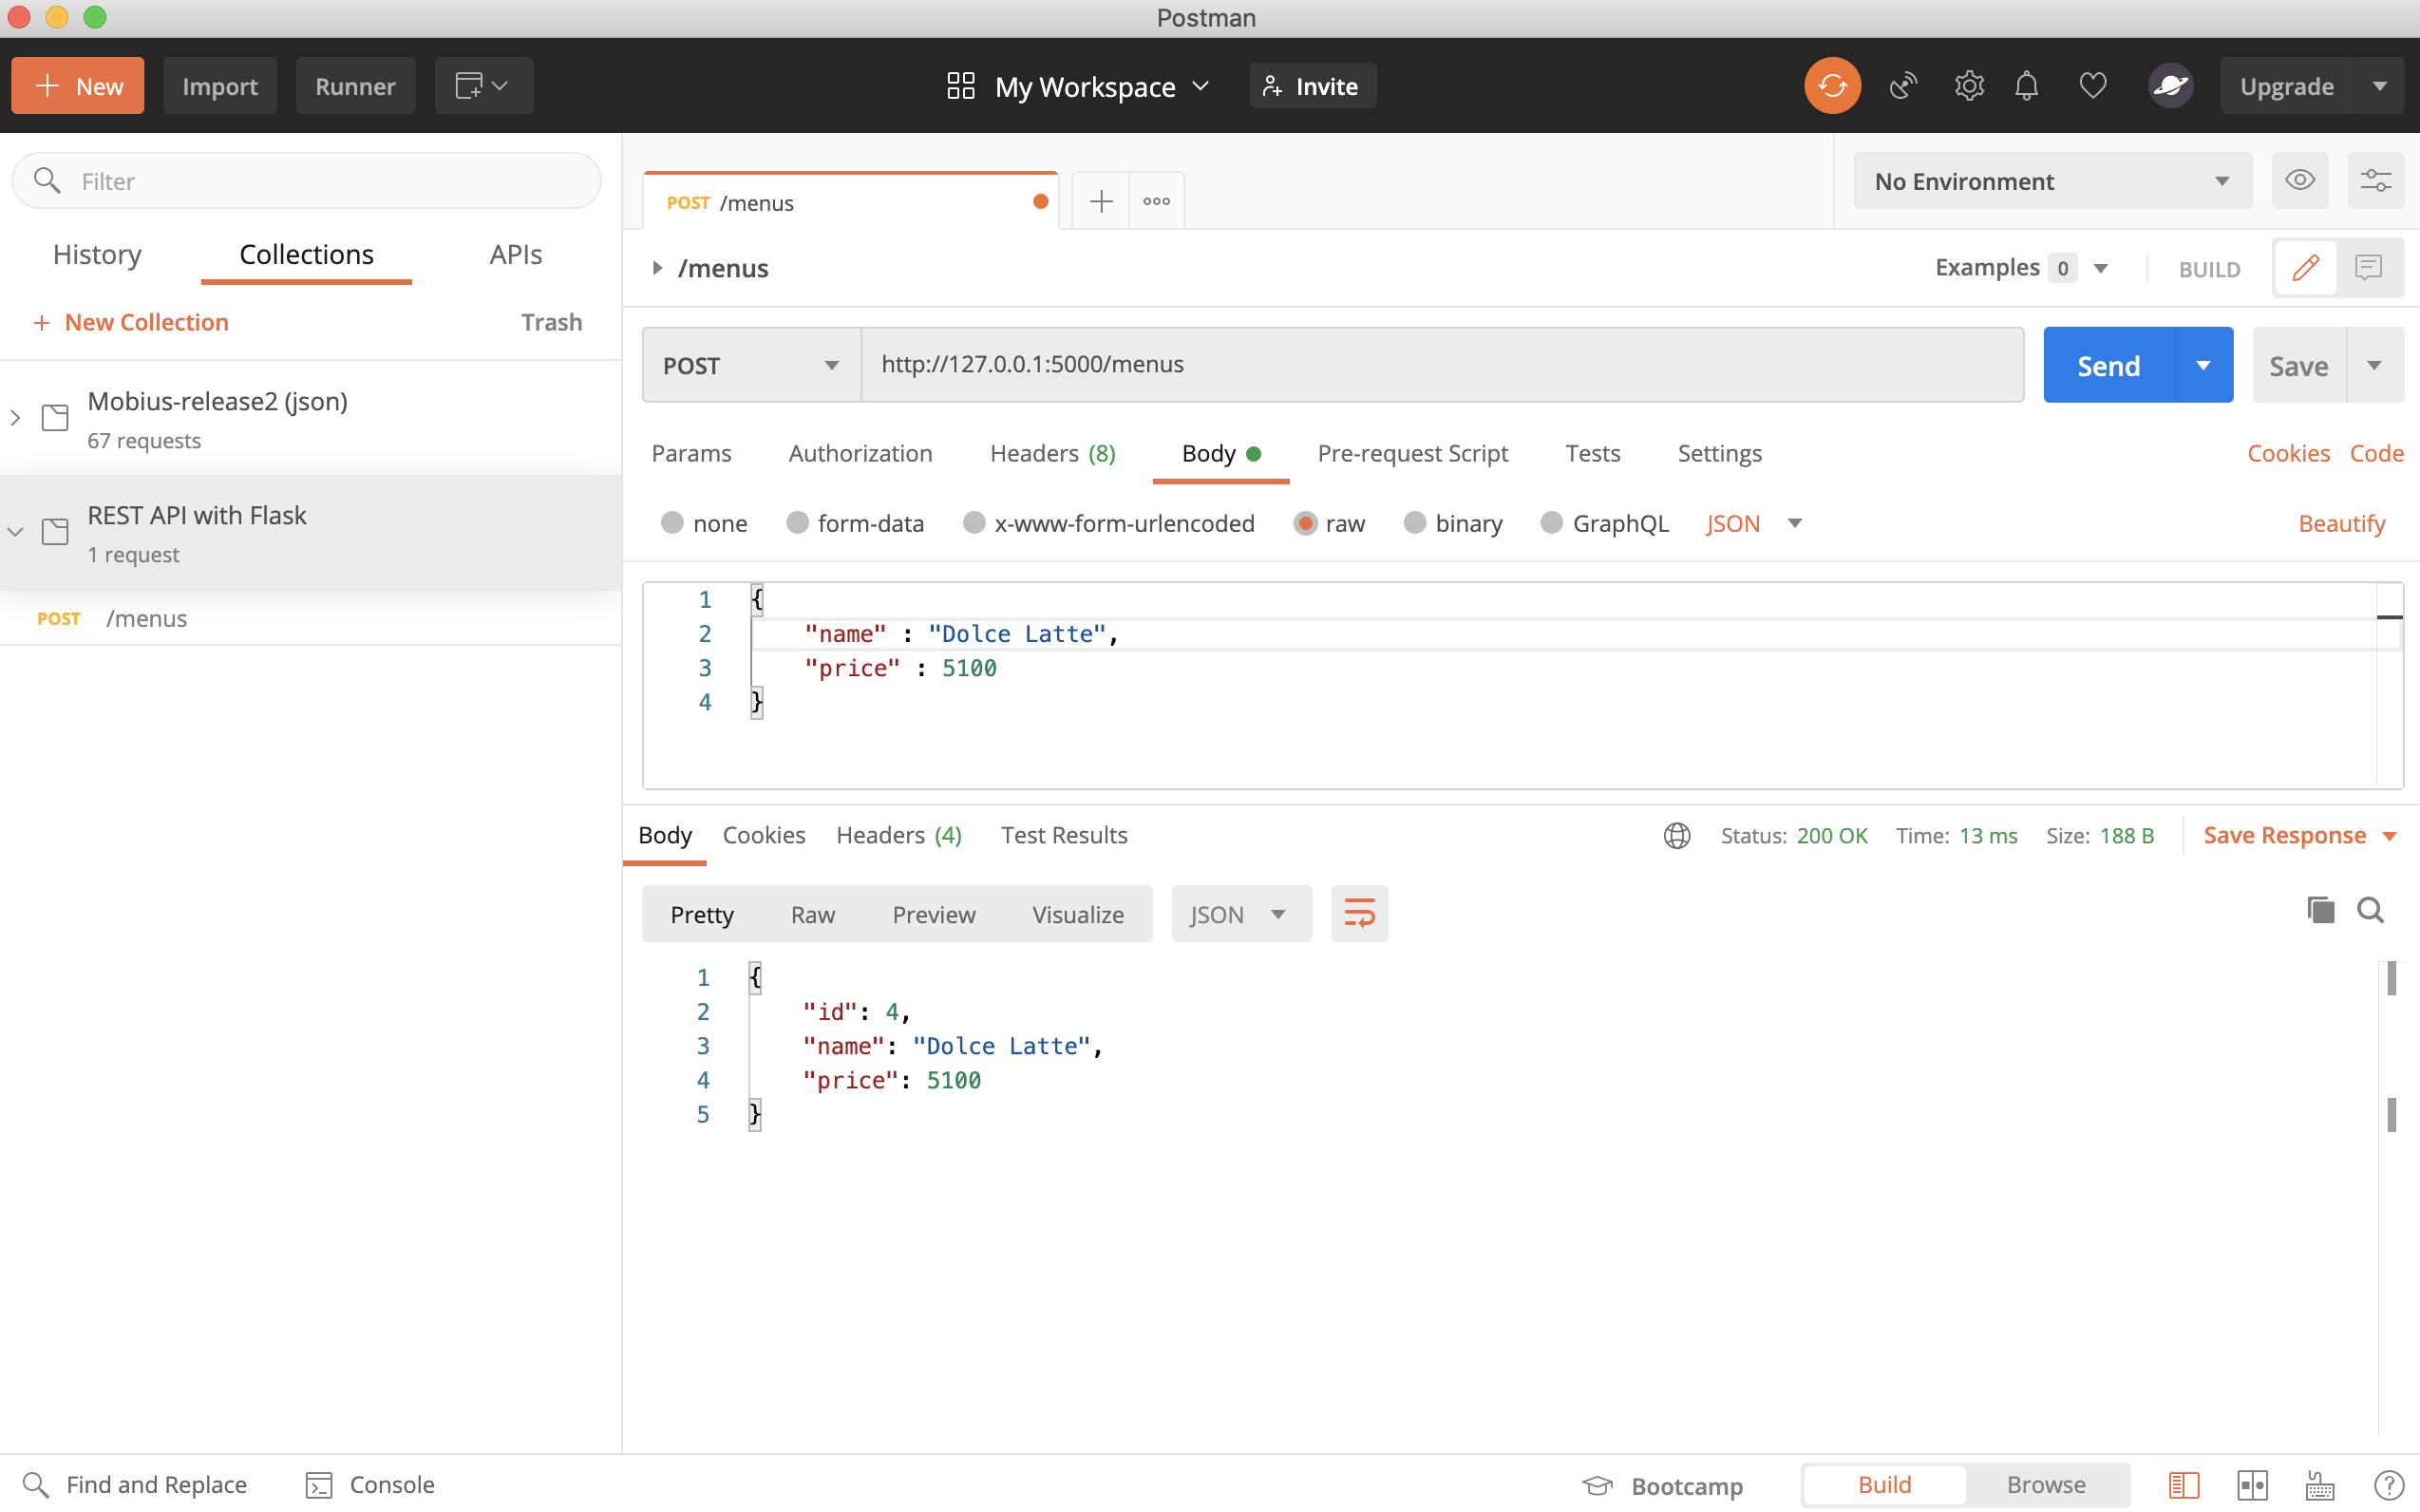 Postman
New
Import
Runner
My Workspace
Invite
Upgrade
Filter
History
Collections
APIs
New Collection
Trash
Mobius-release2 (json)
67 requests
REST API with Flask
1 request
POST /menus
POST /menus
No Environment
/menus
Examples 0
BUILD
POST
http://127.0.0.1:5000/menus
Send
Save
Params
Authorization
Headers (8)
Body
Pre-request Script
Tests
Settings
Cookies
Code
none
form-data
x-www-form-urlencoded
raw
binary
GraphQL
JSON
Beautify
1 {
2 "name" : "Dolce Latte",
3 "price" : 5100
4 }
Body
Cookies
Headers (4)
Test Results
Status: 200 OK
Time: 13 ms
Size: 188 B
Save Response
Pretty
Raw
Preview
Visualize
JSON
1 {
2 "id": 4,
3 "name": "Dolce Latte",
4 "price": 5100
5 }
Find and Replace
Console
Bootcamp
Build
Browse